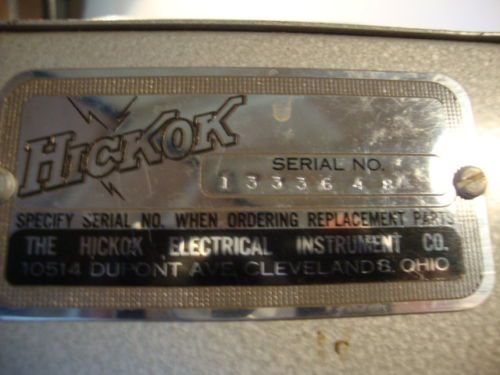 HICKOK
SERIAL NO.
1333648
SPECIFY SERIAL NO. WHEN ORDERING REPLACEMENT PARTS
THE HICKOK ELECTRICAL INSTRUMENT CO.
10514 DUPONT AVE. CLEVELAND 8, OHIO